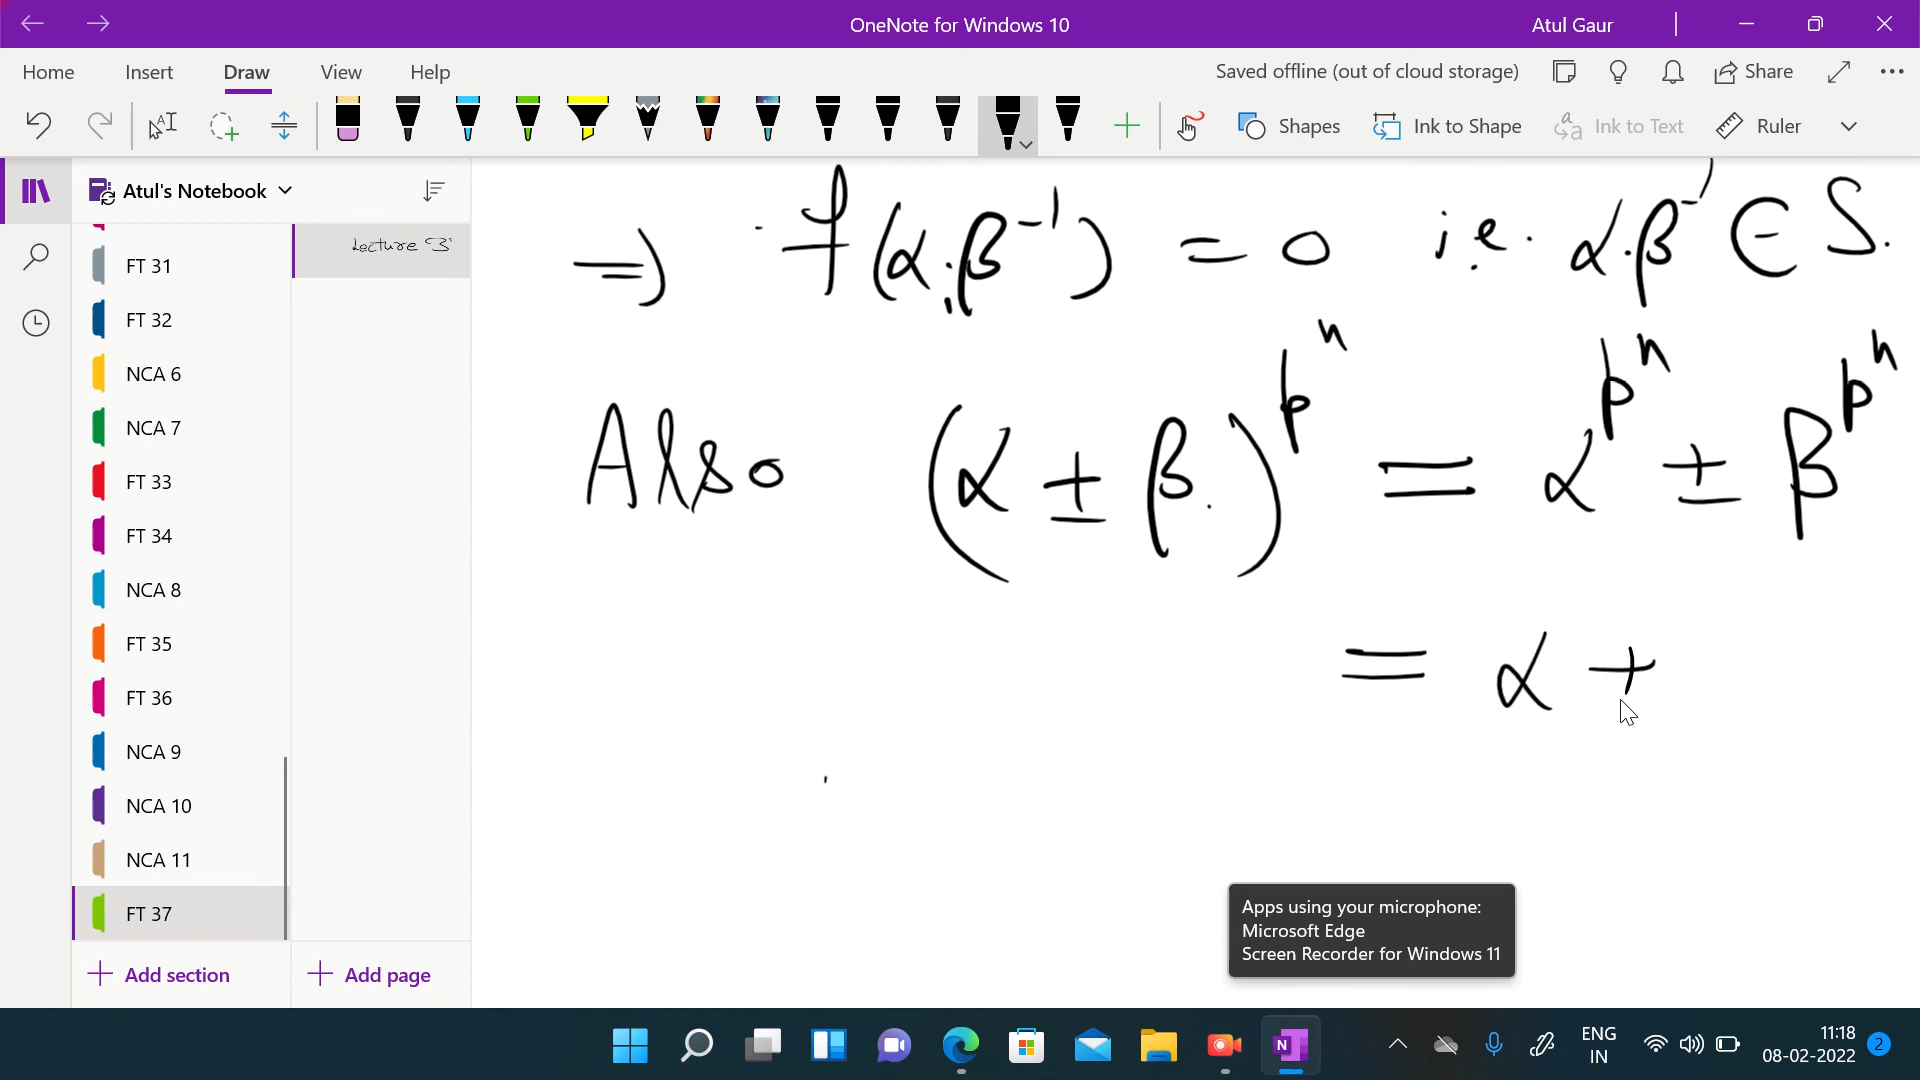 OneNote for Windows 10
Atul Gaur
Home Insert Draw View Help
Saved offline (out of cloud storage)
Share
Shapes
Ink to Shape
Ink to Text
Ruler
Atul's Notebook
Lecture 3
FT 31
FT 32
NCA 6
NCA 7
FT 33
FT 34
NCA 8
FT 35
FT 36
NCA 9
NCA 10
NCA 11
FT 37
Add section
Add page
=) f(α.β⁻¹) = 0 i.e. α.β⁻¹ ∈ S.
Also (α ± β)^pⁿ = α^pⁿ ± β^pⁿ
= α +
Apps using your microphone:
Microsoft Edge
Screen Recorder for Windows 11
ENG
IN
11:18
08-02-2022
2